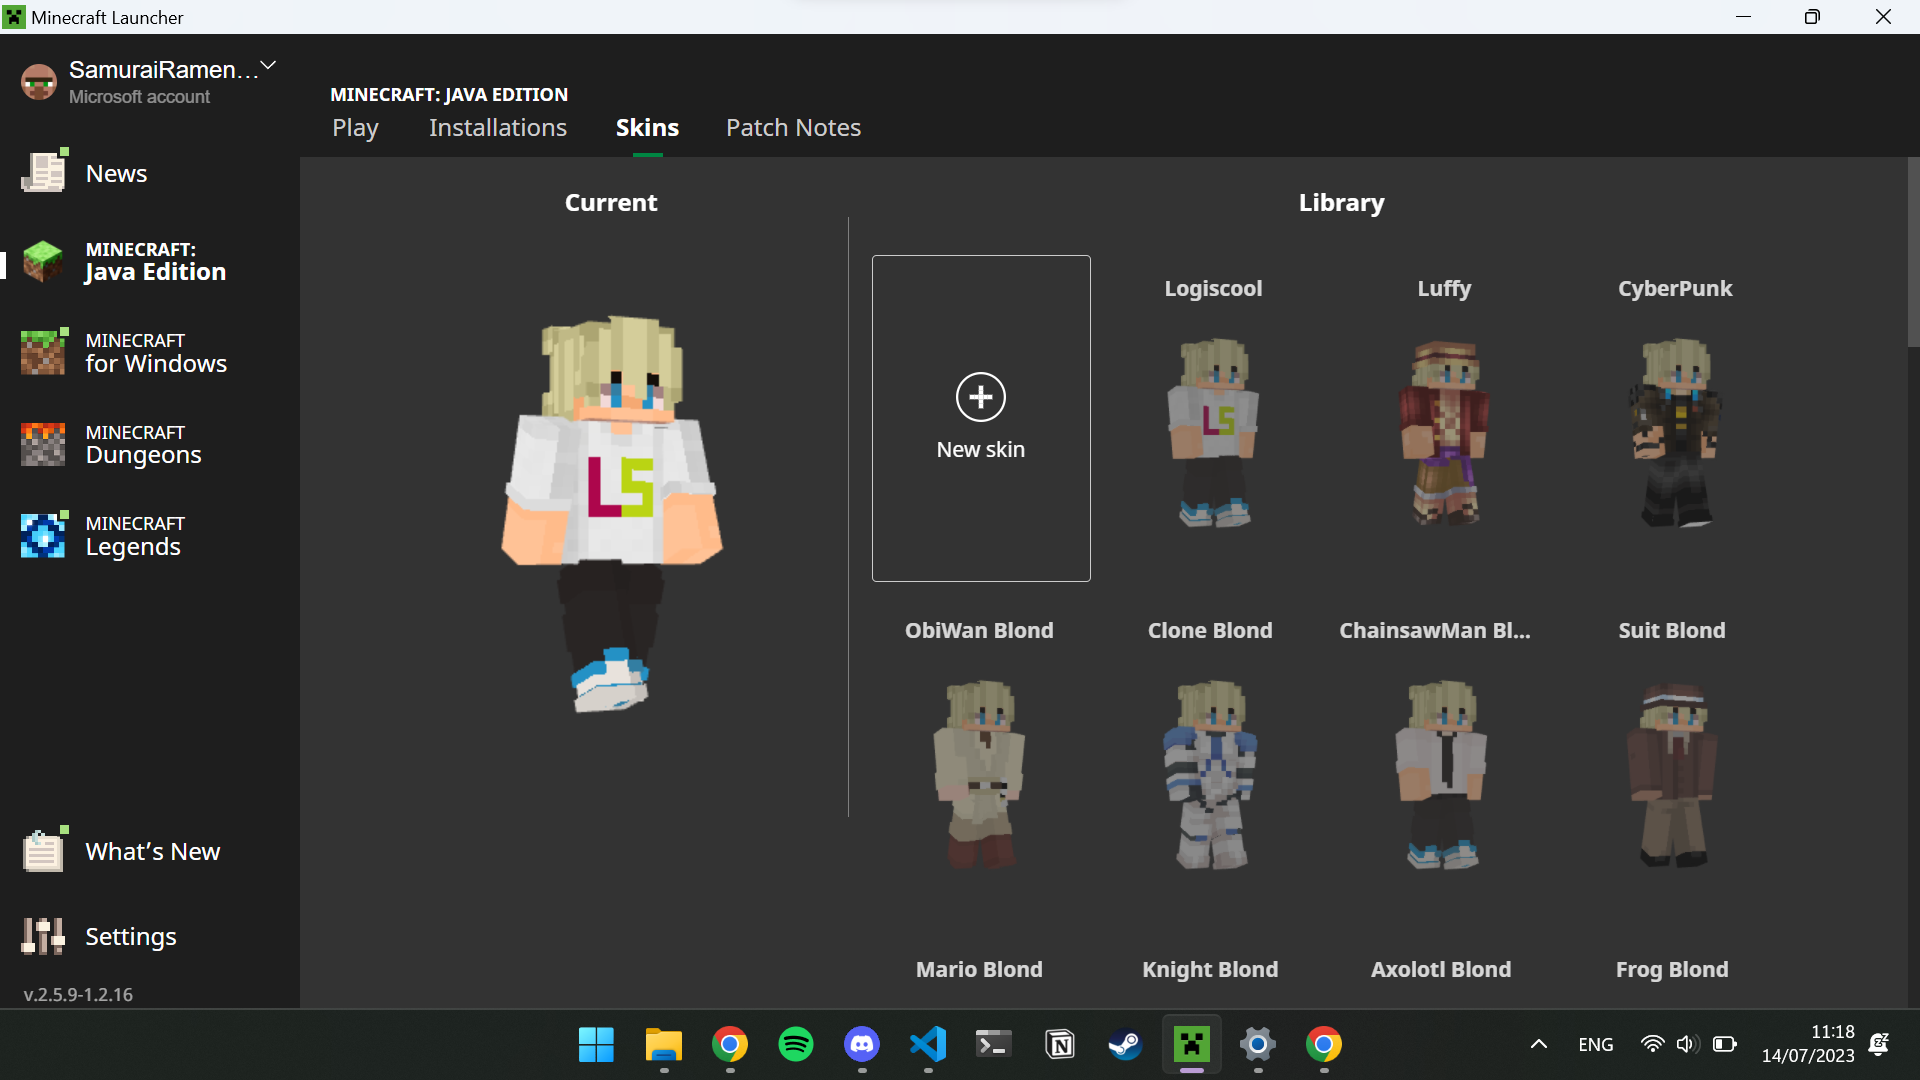 Minecraft Launcher
SamuraiRamen...
Microsoft account
News
MINECRAFT:
Java Edition
MINECRAFT
for Windows
MINECRAFT
Dungeons
MINECRAFT
Legends
What's New
Settings
v.2.5.9-1.2.16
MINECRAFT: JAVA EDITION
Play Installations Skins Patch Notes
Current
LS
Library
New skin
Logiscool
LS
Luffy
CyberPunk
ObiWan Blond
Clone Blond
ChainsawMan Bl...
Suit Blond
Mario Blond
Knight Blond
Axolotl Blond
Frog Blond
ENG
11:18
14/07/2023